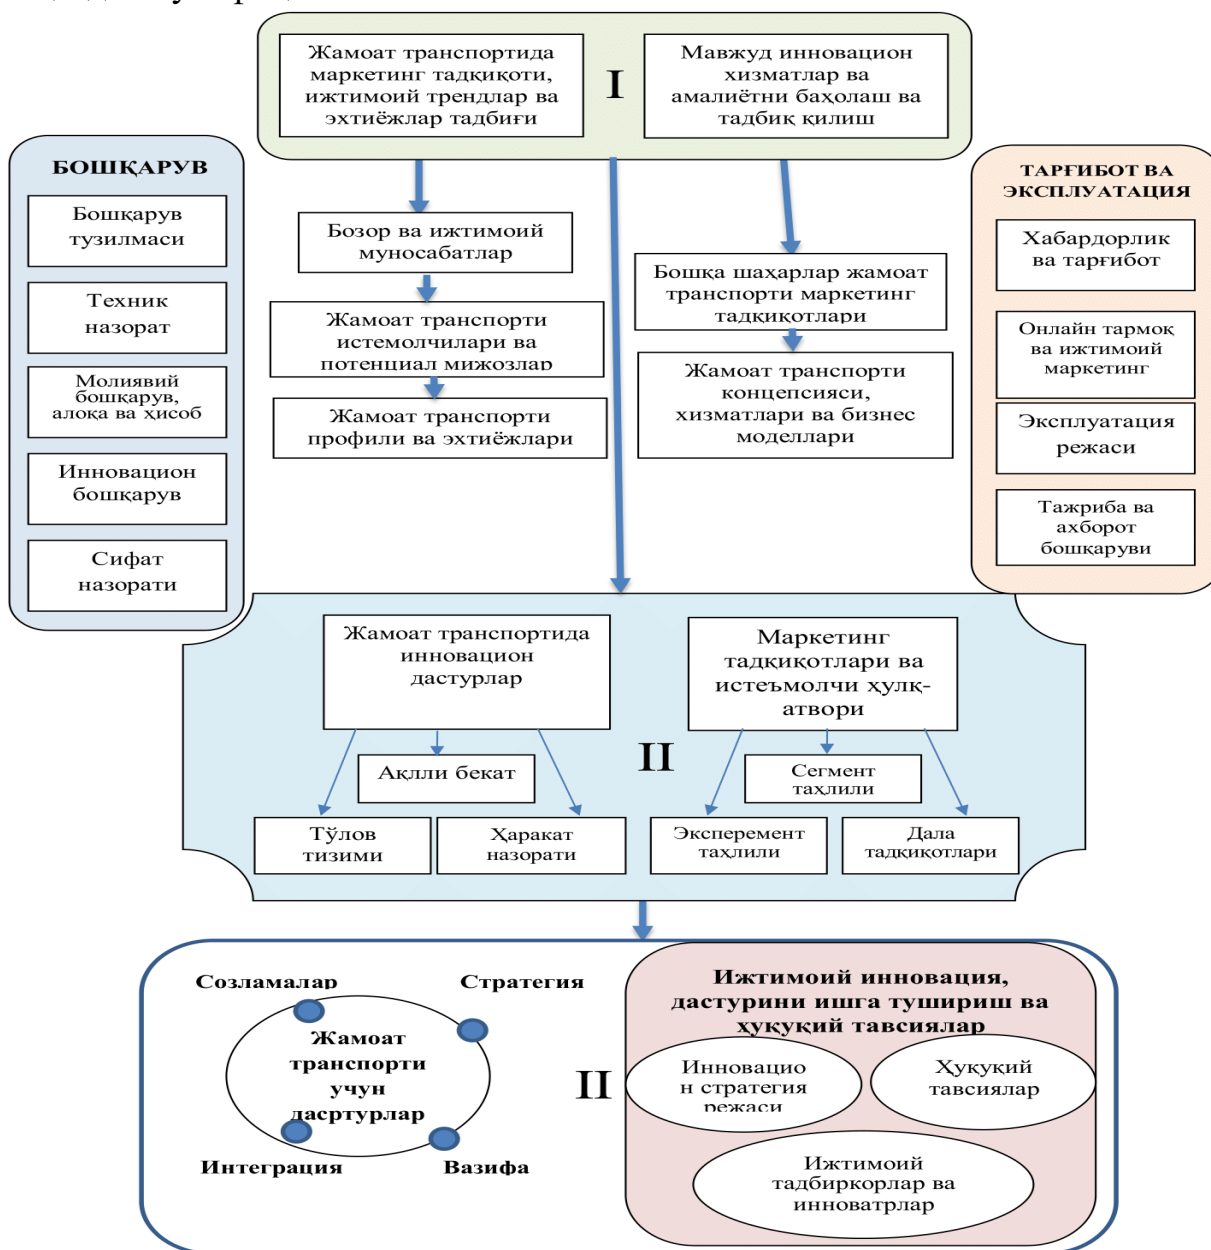 Жамоат транспортида
маркетинг тадқиқоти,
ижтимоий трендлар ва
эҳтиёжлар тадбиғи
I
Мавжуд инновацион
хизматлар ва
амалиётни баҳолаш ва
тадбиқ қилиш
БОШҚАРУВ
Бошқарув
тузилмаси
Техник
назорат
Молиявий
бошқарув,
алоқа ва ҳисоб
Инновацион
бошқарув
Сифат
назорати
Бозор ва ижтимоий
муносабатлар
Жамоат транспорти
истемолчилари ва
потенциал мижозлар
Жамоат транспорти
профили ва эҳтиёжлари
Бошқа шаҳарлар жамоат
транспорти маркетинг
тадқиқотлари
Жамоат транспорти
концепсияси,
хизматлари ва бизнес
моделлари
ТАРҒИБОТ ВА
ЭКСПЛУАТАЦИЯ
Хабардорлик
ва тарғибот
Онлайн тармоқ
ва ижтимоий
маркетинг
Эксплуатация
режаси
Тажриба ва
ахборот
бошқаруви
Жамоат транспортида
инновацион
дастурлар
Маркетинг
тадқиқотлари ва
истеъмолчи ҳулқ-
атвори
II
Ақлли бекат
Тўлов
тизими
Ҳаракат
назорати
Сегмент
таҳлили
Эксперемент
таҳлили
Дала
тадқиқотлари
Созламалар
Стратегия
Жамоат
транспорти
учун
дасртурлар
Интеграция
Вазифа
II
Ижтимоий инновация,
дастурини ишга тушириш ва
ҳуқуқий тавсиялар
Инновацио
н стратегия
режаси
Ҳуқуқий
тавсиялар
Ижтимоий
тадбиркорлар ва
инноватрлар